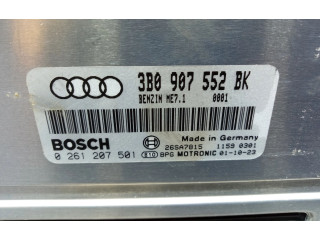 3B0 907 552 BK
BENZIN ME7.1 0001
Made in Germany
BOSCH 26SA7815 1159 0301
0 261 207 501 BPG MOTRONIC 01-10-23